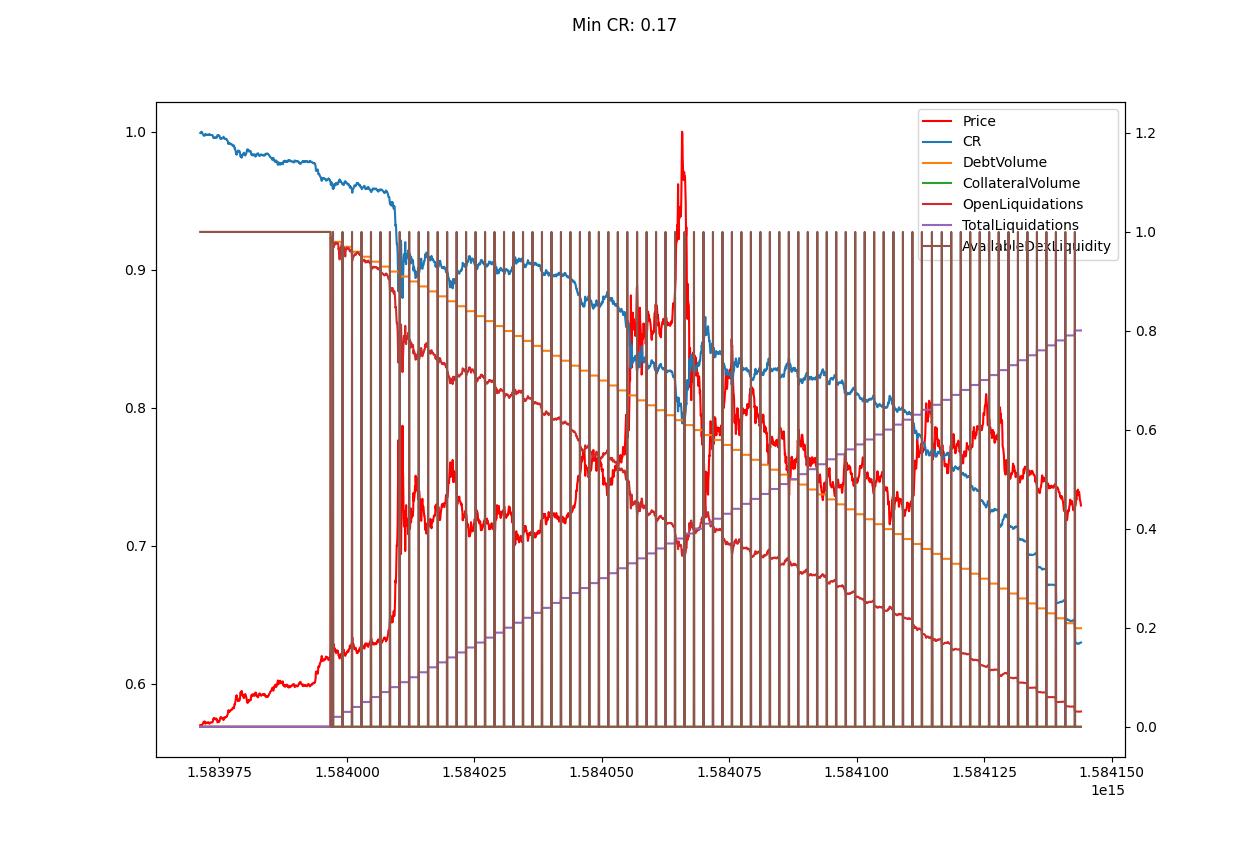 Min CR: 0.17
1.0
0.9
0.8
0.7
0.6
Price
CR
DebtVolume
CollateralVolume
OpenLiquidations
TotalLiquidations
AvailableDexLiquidity
1.2
1.0
0.8
0.6
0.4
0.2
0.0
1.583975 1.584000 1.584025 1.584050 1.584075 1.584100 1.584125 1.584150
1e15